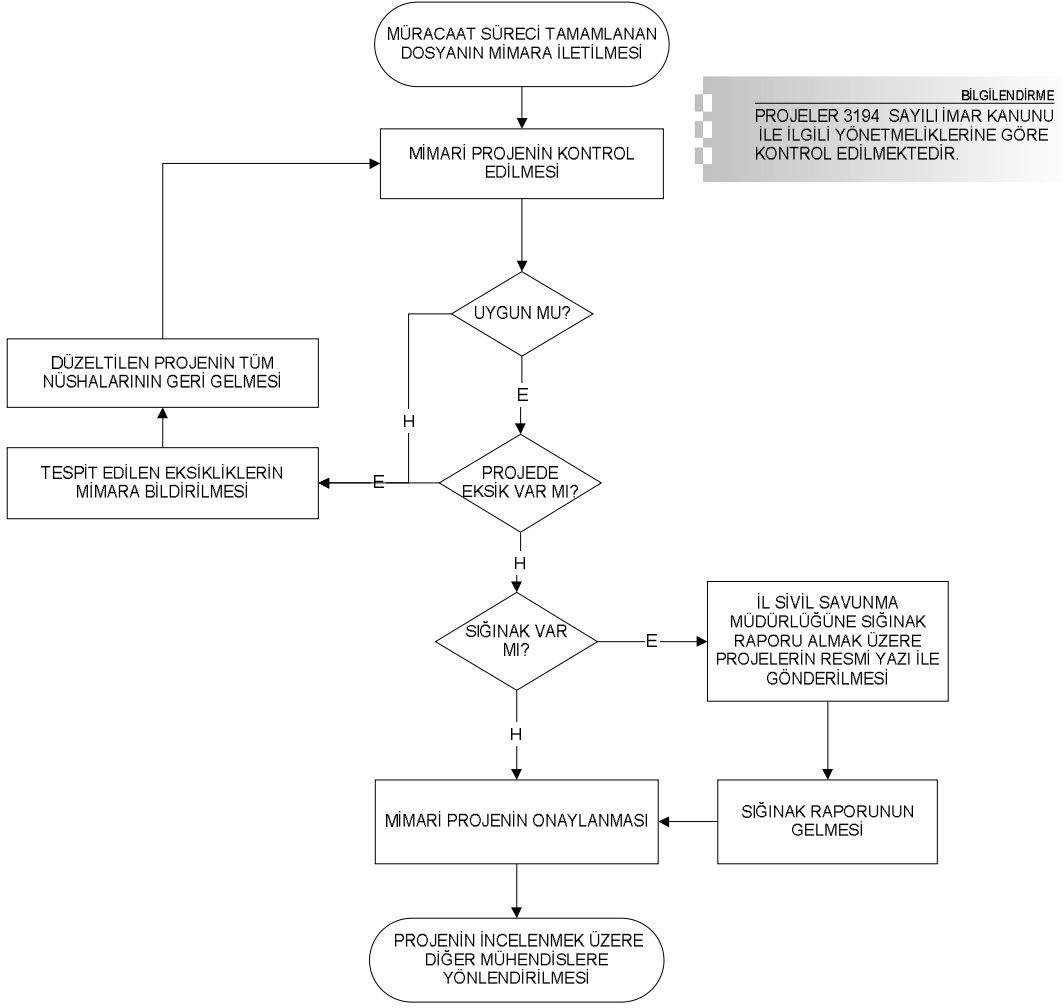 MÜRACAAT SÜRECİ TAMAMLANAN
DOSYANIN MİMARA İLETİLMESİ
BİLGİLENDİRME
PROJELER 3194 SAYILI İMAR KANUNU
İLE İLGİLİ YÖNETMELİKLERİNE GÖRE
KONTROL EDİLMEKTEDİR.
MİMARİ PROJENİN KONTROL
EDİLMESİ
UYGUN MU?
DÜZELTİLEN PROJENİN TÜM
NÜSHALARININ GERİ GELMESİ
E
H
TESPİT EDİLEN EKSİKLİKLERİN
MİMARA BİLDİRİLMESİ
E
PROJEDE
EKSİK VAR MI?
H
SIĞINAK VAR
MI?
E
İL SİVİL SAVUNMA
MÜDÜRLÜĞÜNE SIĞINAK
RAPORU ALMAK ÜZERE
PROJELERİN RESMİ YAZI İLE
GÖNDERİLMESİ
H
MİMARİ PROJENİN ONAYLANMASI
SIĞINAK RAPORUNUN
GELMESİ
PROJENİN İNCELENMEK ÜZERE
DİĞER MÜHENDİSLERE
YÖNLENDİRİLMESİ